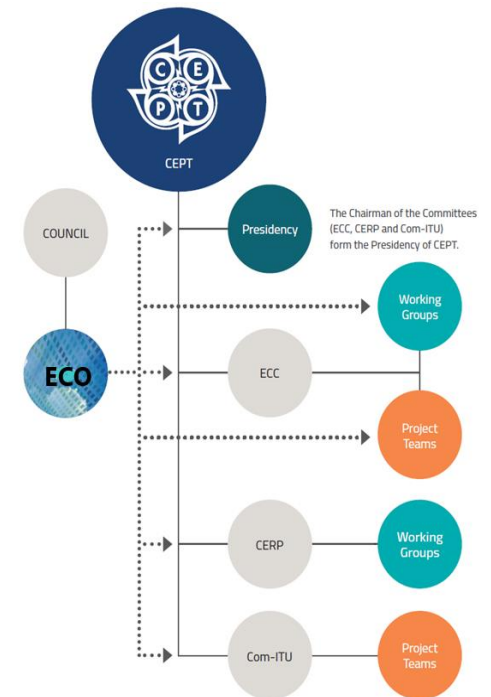 C E
P T
CEPT
COUNCIL
Presidency
The Chairman of the Committees
(ECC, CERP and Com-ITU)
form the Presidency of CEPT.
Working
Groups
ECO
ECC
Project
Teams
CERP
Working
Groups
Com-ITU
Project
Teams